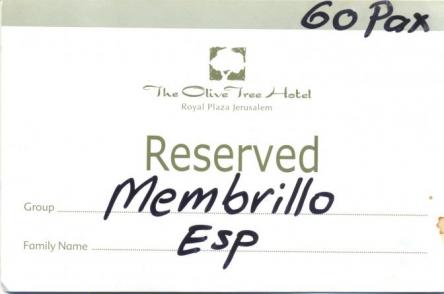 60 Pax
The Olive Tree Hotel
Royal Plaza Jerusalem
Reserved
Group Membrillo
Family Name Esp